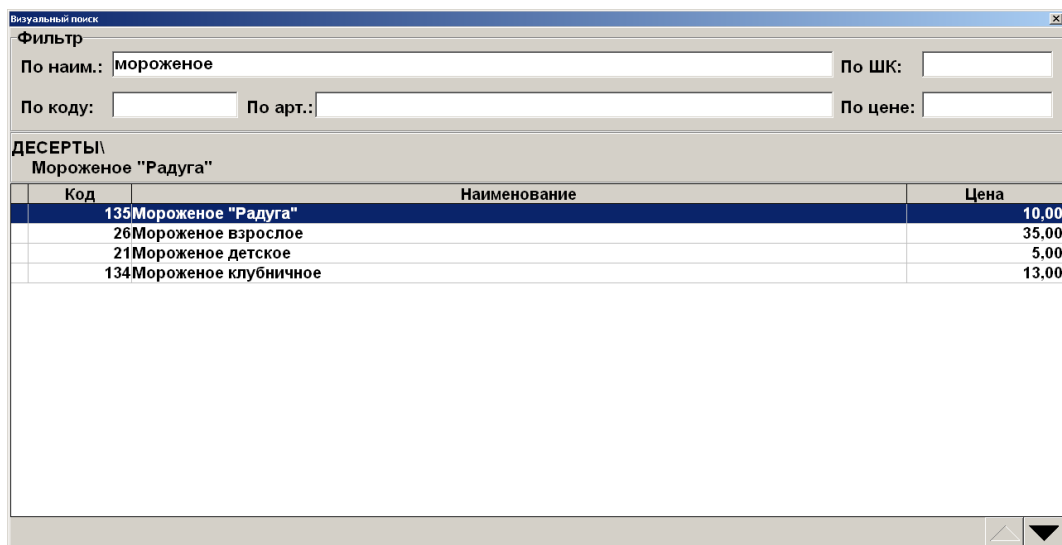 Визуальный поиск
Фильтр
По наим.: мороженое По ШК:
По коду: По арт.: По цене:
ДЕСЕРТЫ\
Мороженое "Радуга"
Код Наименование Цена
135 Мороженое "Радуга" 10,00
26 Мороженое взрослое 35,00
21 Мороженое детское 5,00
134 Мороженое клубничное 13,00